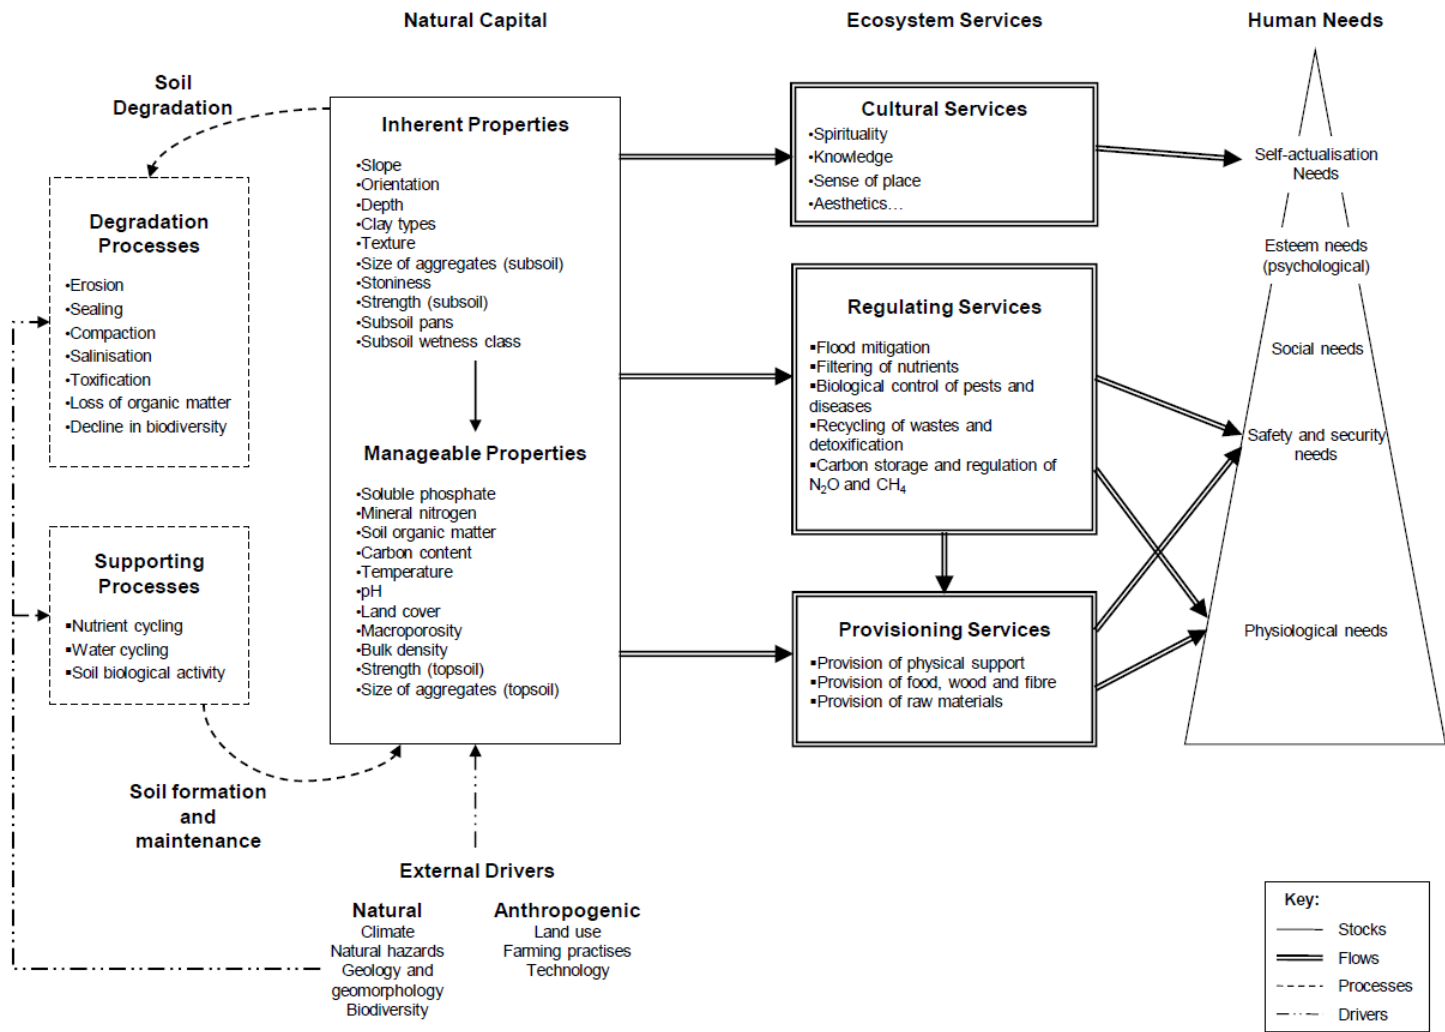 Natural Capital
Ecosystem Services
Human Needs
Soil
Degradation
Degradation
Processes
•Erosion
•Sealing
•Compaction
•Salinisation
•Toxification
•Loss of organic matter
•Decline in biodiversity
Supporting
Processes
▪Nutrient cycling
▪Water cycling
▪Soil biological activity
Soil formation
and
maintenance
Inherent Properties
•Slope
•Orientation
•Depth
•Clay types
•Texture
•Size of aggregates (subsoil)
•Stoniness
•Strength (subsoil)
•Subsoil pans
•Subsoil wetness class
Manageable Properties
•Soluble phosphate
•Mineral nitrogen
•Soil organic matter
•Carbon content
•Temperature
•pH
•Land cover
•Macroporosity
•Bulk density
•Strength (topsoil)
•Size of aggregates (topsoil)
External Drivers
Natural
Climate
Natural hazards
Geology and
geomorphology
Biodiversity
Anthropogenic
Land use
Farming practises
Technology
Cultural Services
•Spirituality
•Knowledge
•Sense of place
•Aesthetics…
Regulating Services
▪Flood mitigation
▪Filtering of nutrients
▪Biological control of pests and
diseases
▪Recycling of wastes and
detoxification
▪Carbon storage and regulation of
N₂O and CH₄
Provisioning Services
▪Provision of physical support
▪Provision of food, wood and fibre
▪Provision of raw materials
Self-actualisation
Needs
Esteem needs
(psychological)
Social needs
Safety and security
needs
Physiological needs
Key:
Stocks
Flows
Processes
Drivers